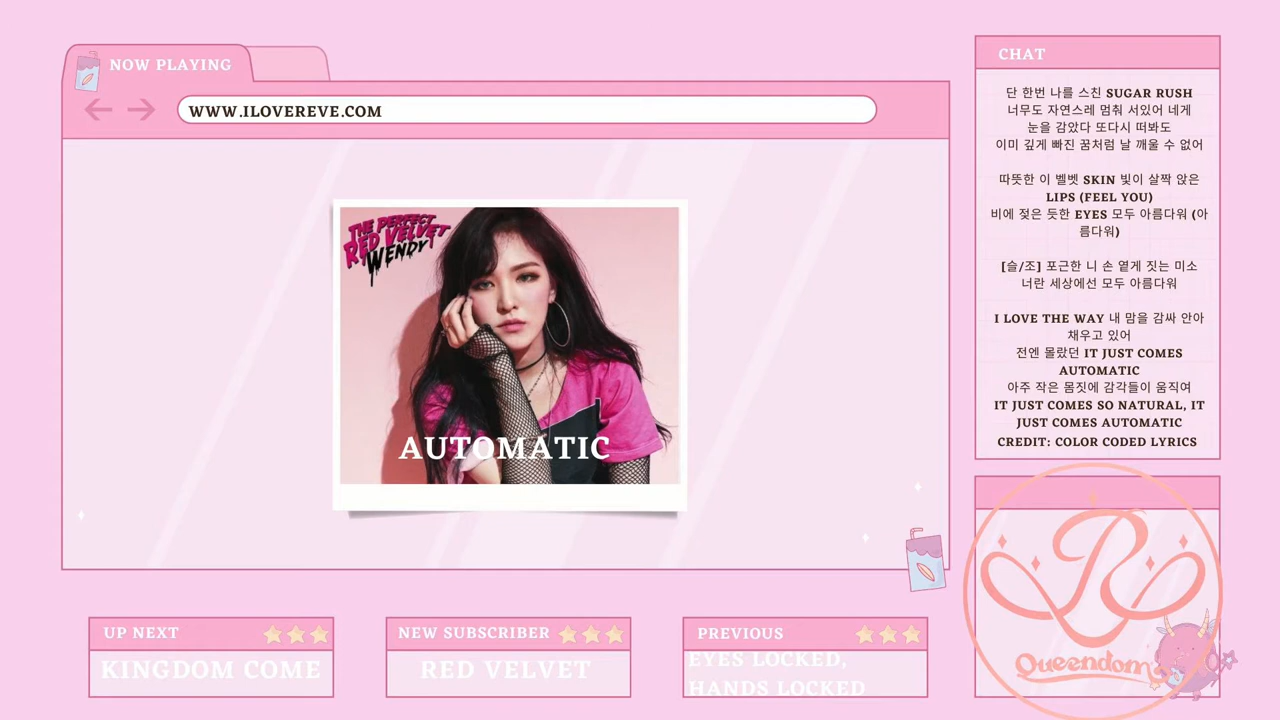 NOW PLAYING
WWW.ILOVEREVE.COM
THE PERFECT
RED VELVET
WENDY
AUTOMATIC
CHAT
단 한번 나를 스친 SUGAR RUSH
너무도 자연스레 멈춰 서있어 네게
눈을 감았다 또다시 떠봐도
이미 깊게 빠진 꿈처럼 날 깨울 수 없어
따뜻한 이 벨벳 SKIN 빛이 살짝 앉은
LIPS (FEEL YOU)
비에 젖은 듯한 EYES 모두 아름다워 (아
름다워)
[슬/조] 포근한 니 손 옅게 짓는 미소
너란 세상에선 모두 아름다워
I LOVE THE WAY 내 맘을 감싸 안아
채우고 있어
전엔 몰랐던 IT JUST COMES
AUTOMATIC
아주 작은 몸짓에 감각들이 움직여
IT JUST COMES SO NATURAL, IT
JUST COMES AUTOMATIC
CREDIT: COLOR CODED LYRICS
UP NEXT
KINGDOM COME
NEW SUBSCRIBER
RED VELVET
PREVIOUS
EYES LOCKED,
HANDS LOCKED
R
Queendom